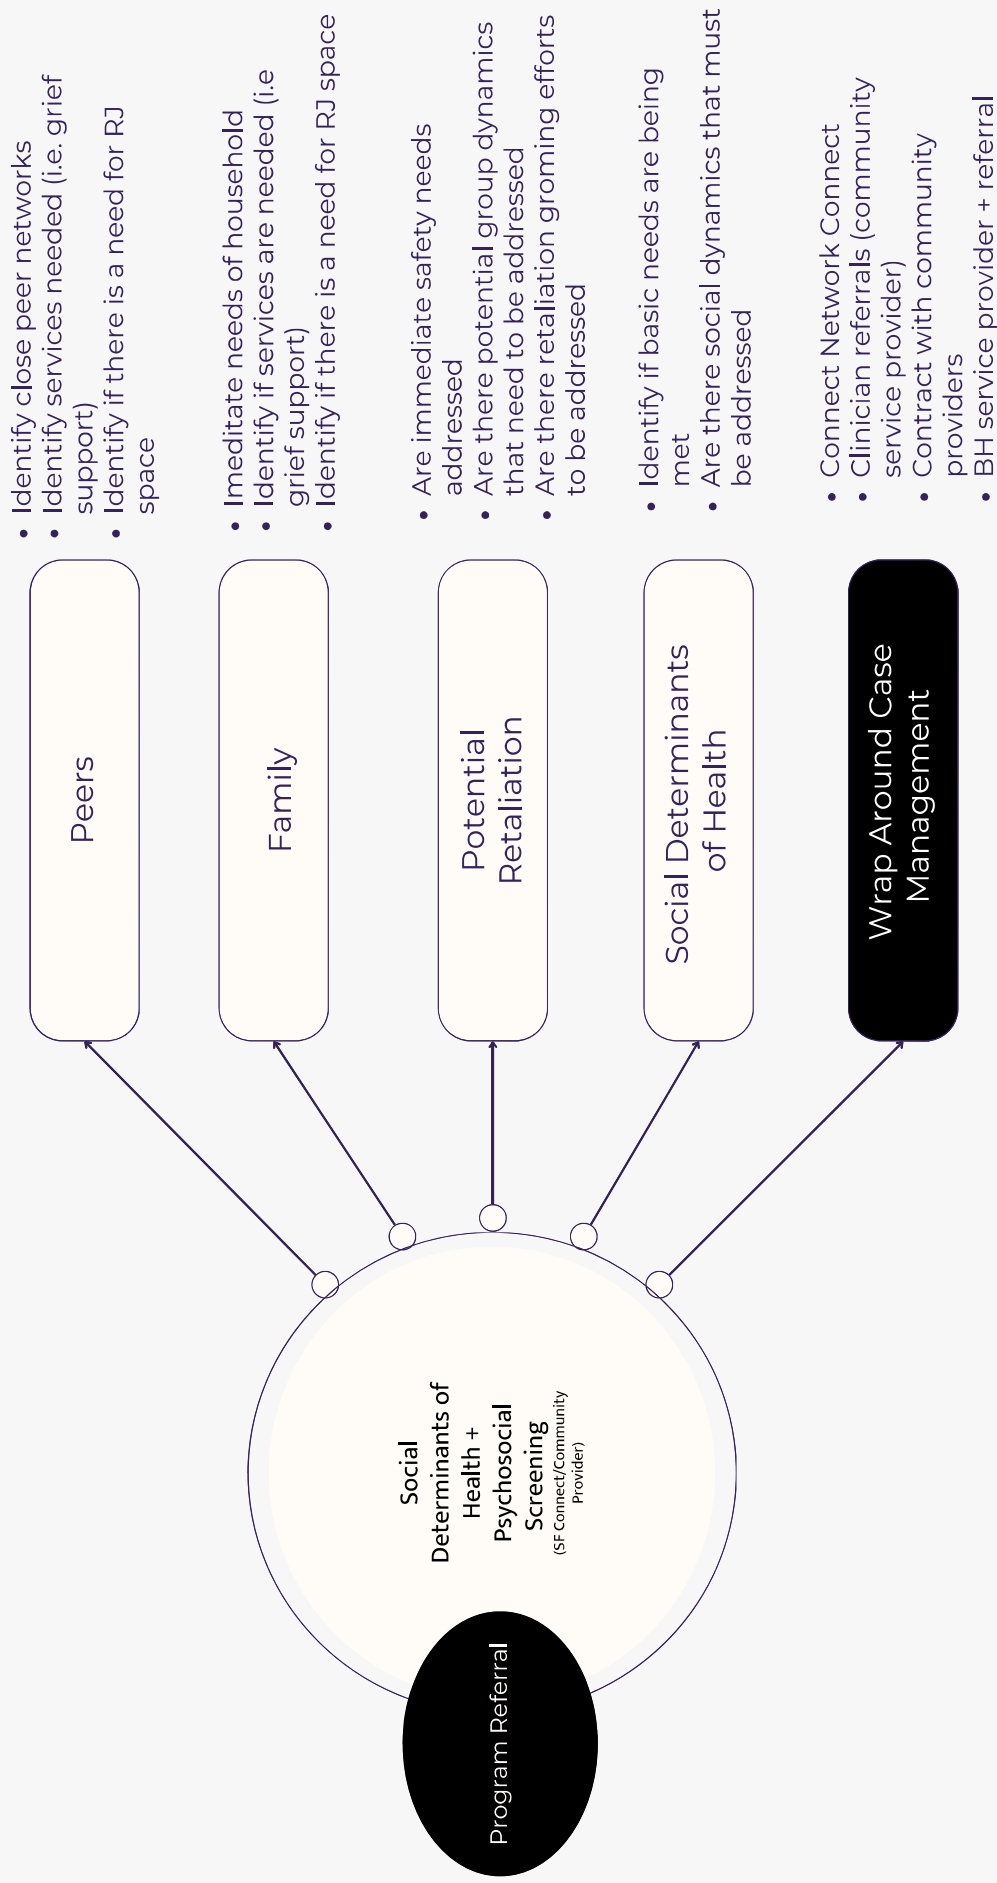 Program Referral
Social
Determinants of
Health +
Psychosocial
Screening
(SF Connect/Community
Provider)
Peers
• Identify close peer networks
• Identify services needed (i.e. grief
support)
• Identify if there is a need for RJ
space
Family
• Imeditate needs of household
• Identify if services are needed (i.e
grief support)
• Identify if there is a need for RJ space
Potential
Retaliation
• Are immediate safety needs
addressed
• Are there potential group dynamics
that need to be addressed
• Are there retaliation groming efforts
to be addressed
Social Determinants
of Health
• Identify if basic needs are being
met
• Are there social dynamics that must
be addressed
Wrap Around Case
Management
• Connect Network Connect
• Clinician referrals (community
service provider)
• Contract with community
providers
• BH service provider + referral